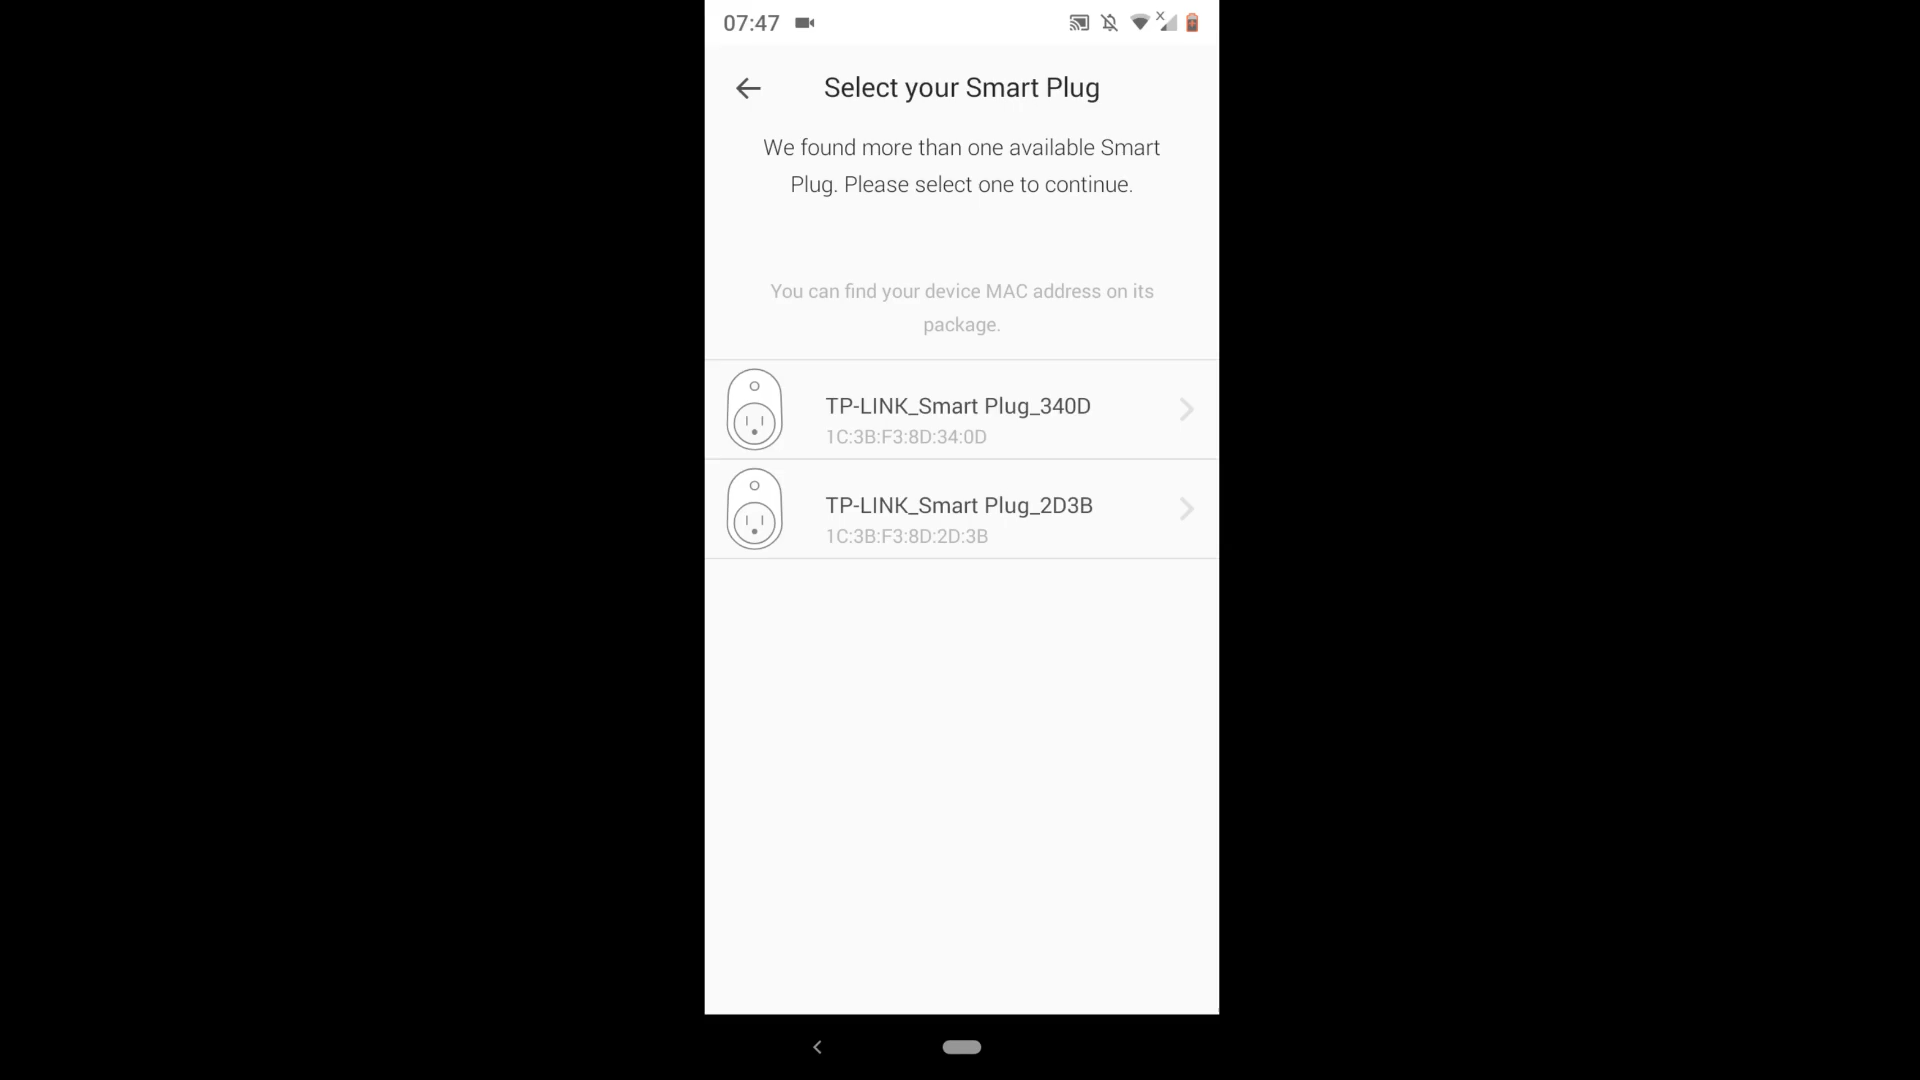 07:47
Select your Smart Plug
We found more than one available Smart
Plug. Please select one to continue.
You can find your device MAC address on its
package.
TP-LINK_Smart Plug_340D
1C:3B:F3:8D:34:0D
TP-LINK_Smart Plug_2D3B
1C:3B:F3:8D:2D:3B